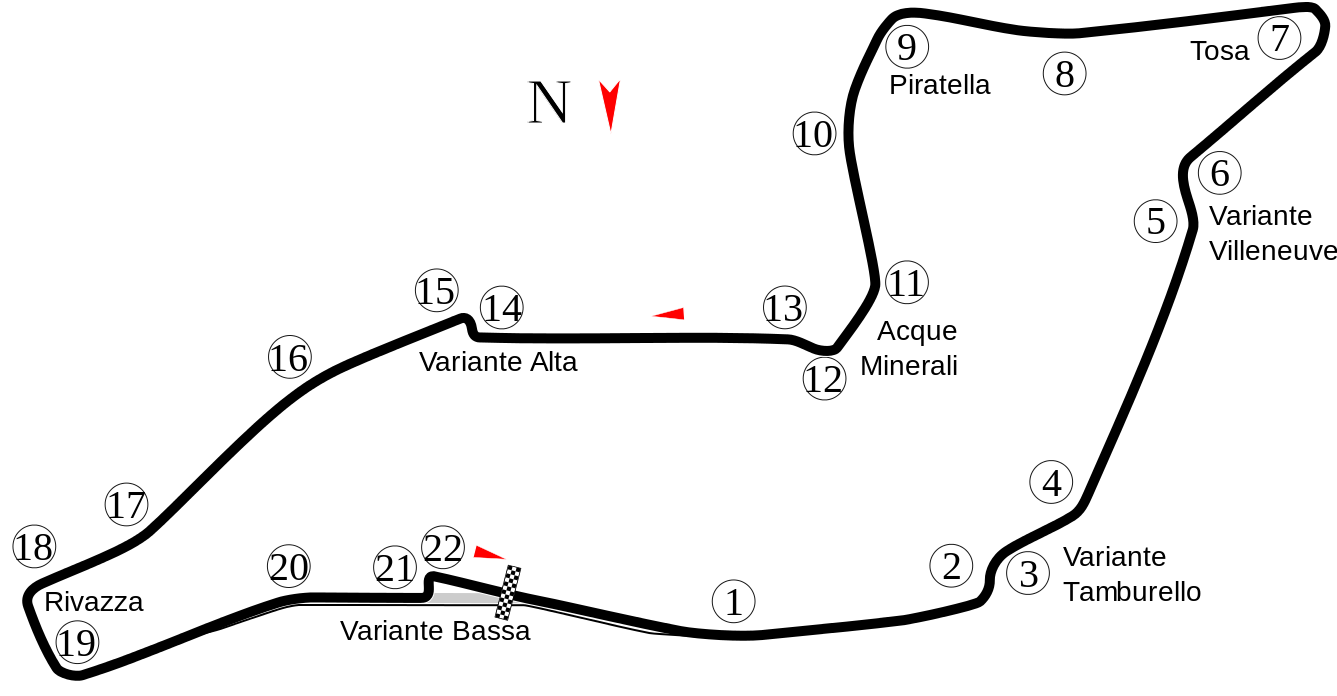 N
9
Piratella
8
Tosa
7
10
6
5
Variante
Villeneuve
15
14
13
11
Acque
Minerali
16
Variante Alta
12
17
4
18
20
21
22
2
3
Variante
Tamburello
Rivazza
1
19
Variante Bassa